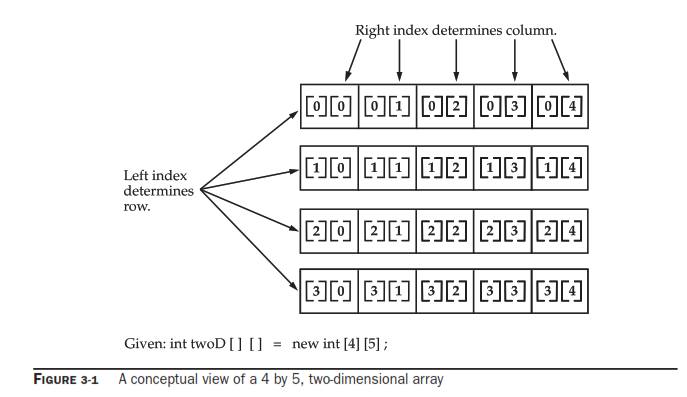 Right index determines column.
[0][0] [0][1] [0][2] [0][3] [0][4]
[1][0] [1][1] [1][2] [1][3] [1][4]
Left index
determines
row.
[2][0] [2][1] [2][2] [2][3] [2][4]
[3][0] [3][1] [3][2] [3][3] [3][4]
Given: int twoD [ ] [ ] = new int [4] [5] ;
FIGURE 3-1 A conceptual view of a 4 by 5, two-dimensional array